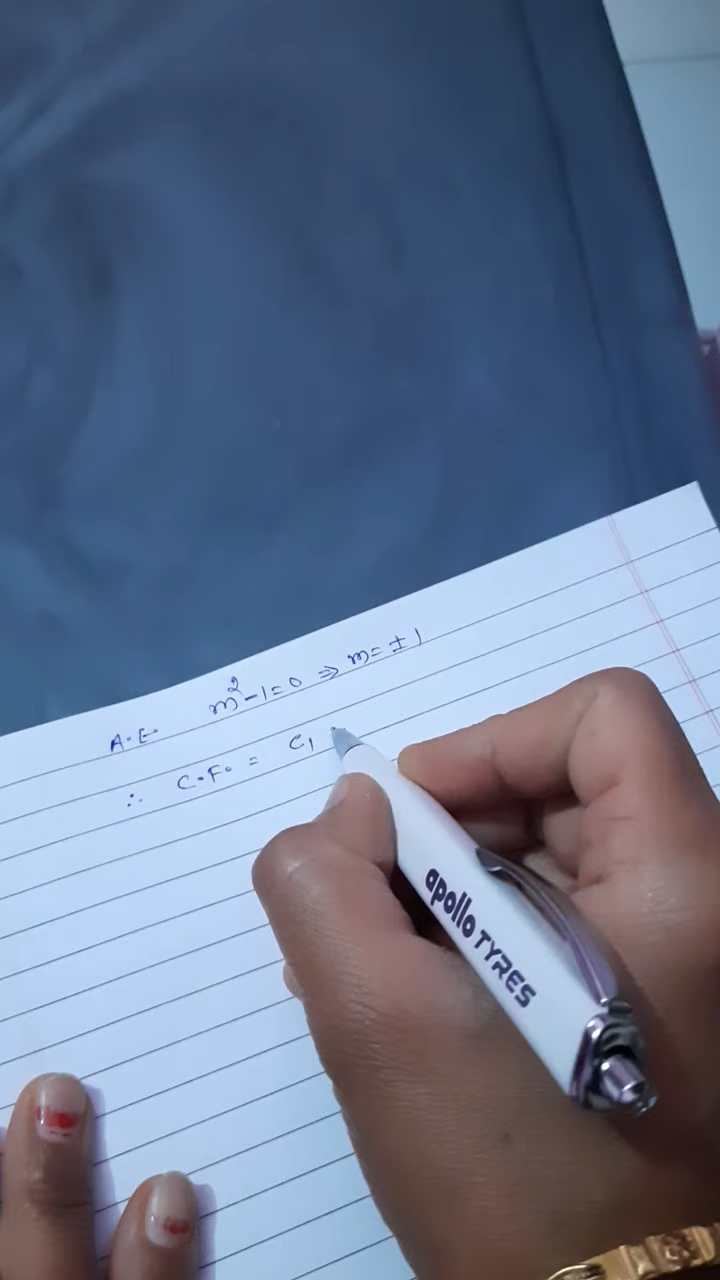 A.E. m²-1=0 ⇒ m=±1
∴ C.F. = C₁
apollo TYRES